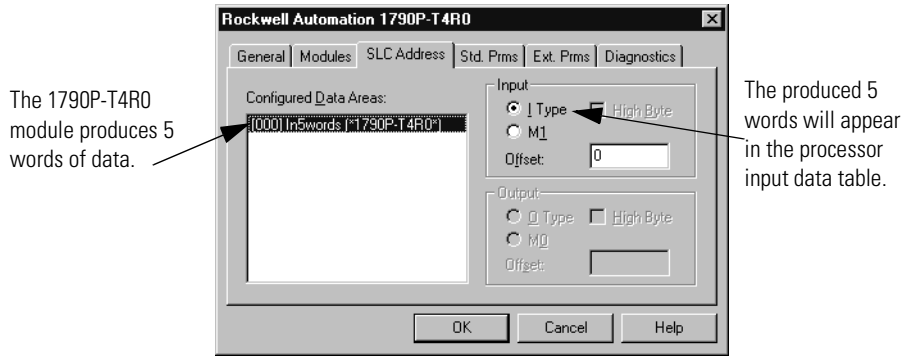 Rockwell Automation 1790P-T4R0
General Modules SLC Address Std. Prms Ext. Prms Diagnostics
The 1790P-T4R0
module produces 5
words of data.
Configured Data Areas:
[000] In5words (*1790P-T4R0*)
Input
I Type High Byte
M1
Offset: 0
Output
O Type High Byte
M0
Offset:
OK Cancel Help
The produced 5
words will appear
in the processor
input data table.